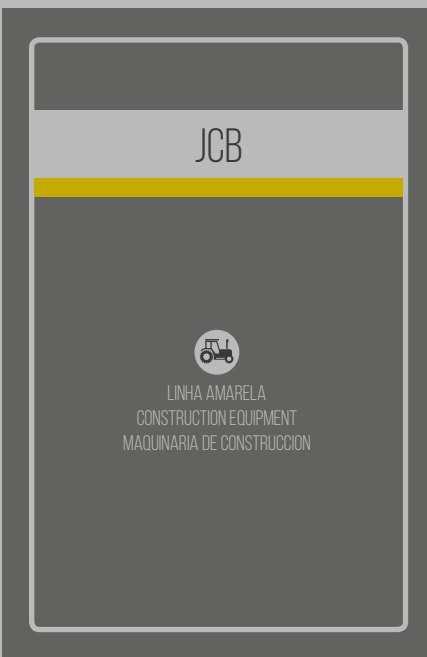 JCB
LINHA AMARELA
CONSTRUCTION EQUIPMENT
MAQUINARIA DE CONSTRUCCION